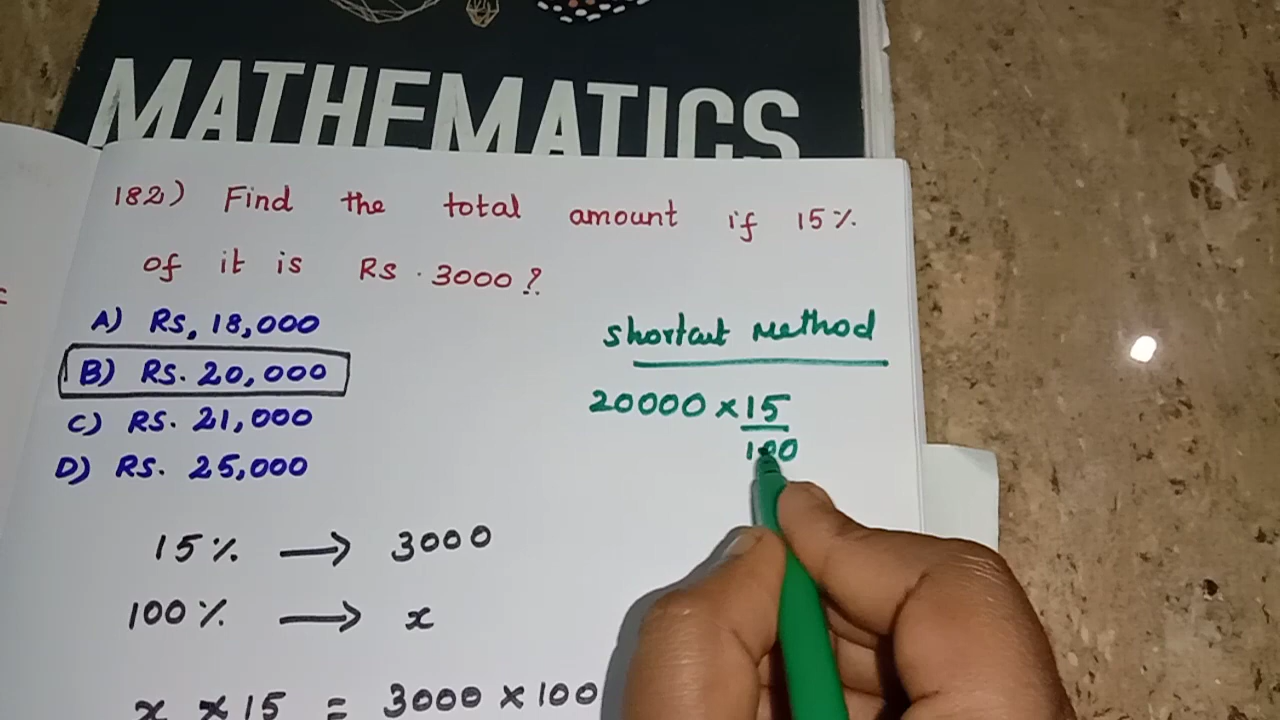 MATHEMATICS
182) Find the total amount if 15%
of it is RS. 3000?
A) RS, 18,000
B) RS. 20,000
C) RS. 21,000
D) RS. 25,000
shortcut method
20000 × 15
100
15% → 3000
100% → x
x × 15 = 3000 × 100